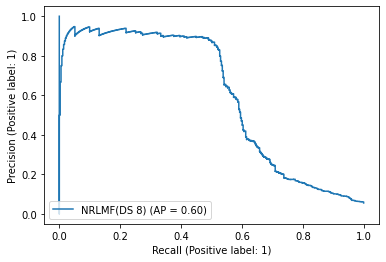 1.0
0.8
0.6
0.4
0.2
0.0
Precision (Positive label: 1)
NRLMF(DS 8) (AP = 0.60)
0.0 0.2 0.4 0.6 0.8 1.0
Recall (Positive label: 1)